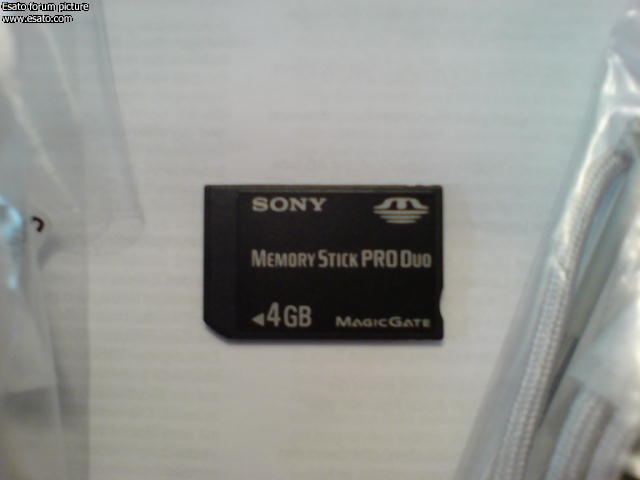 Esato forum picture
www.esato.com
SONY
MEMORY STICK PRO DUO
4GB
MAGICGATE